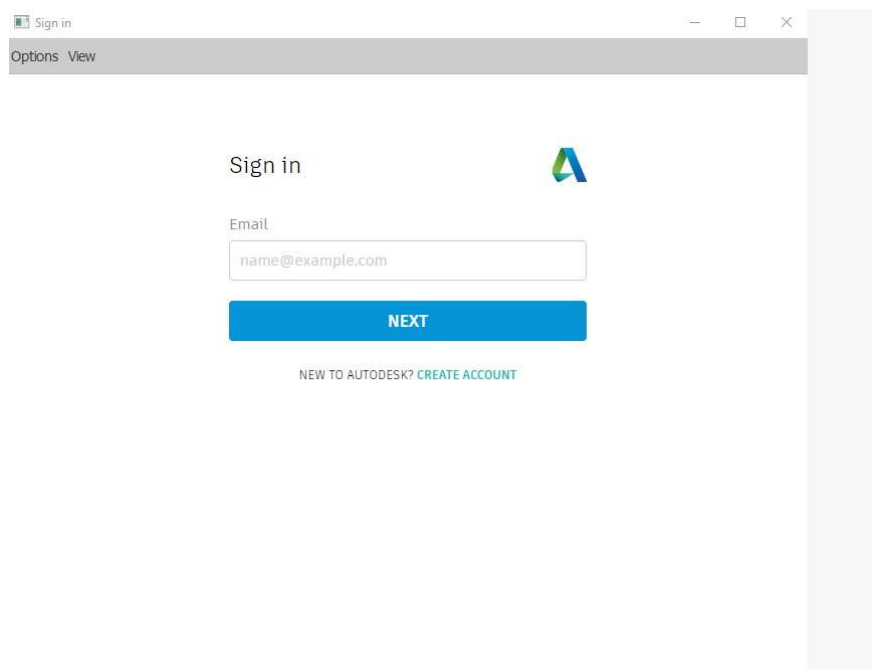 Sign in
Options View
Sign in
Email
name@example.com
NEXT
NEW TO AUTODESK? CREATE ACCOUNT